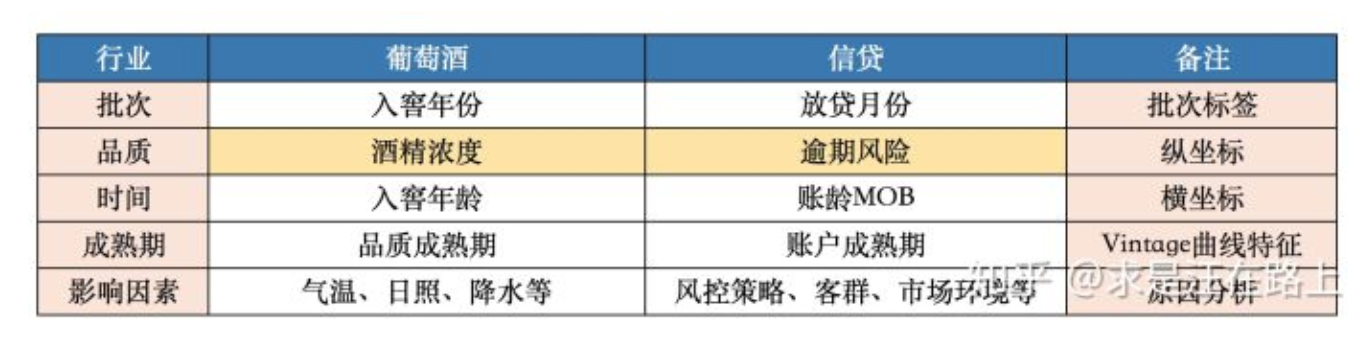 行业 葡萄酒 信贷 备注
批次 入窖年份 放贷月份 批次标签
品质 酒精浓度 逾期风险 纵坐标
时间 入窖年龄 账龄MOB 横坐标
成熟期 品质成熟期 账户成熟期 Vintage曲线特征
影响因素 气温、日照、降水等 风控策略、客群、市场环境等 原因分析
知乎 @求是汪在路上